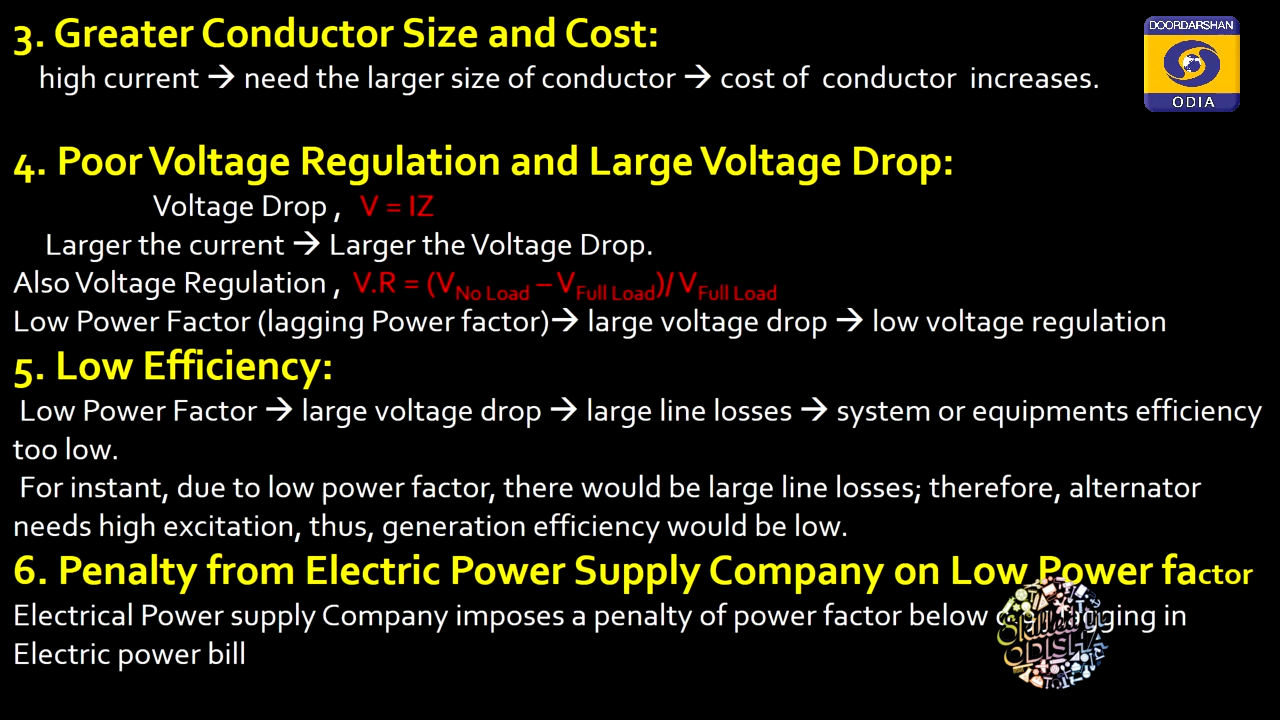 3. Greater Conductor Size and Cost:
high current → need the larger size of conductor → cost of conductor increases.
DOORDARSHAN
ODIA
4. Poor Voltage Regulation and Large Voltage Drop:
Voltage Drop , V = IZ
Larger the current → Larger the Voltage Drop.
Also Voltage Regulation , V.R = (VNo Load – VFull Load)/ VFull Load
Low Power Factor (lagging Power factor)→ large voltage drop → low voltage regulation
5. Low Efficiency:
Low Power Factor → large voltage drop → large line losses → system or equipments efficiency
too low.
For instant, due to low power factor, there would be large line losses; therefore, alternator
needs high excitation, thus, generation efficiency would be low.
6. Penalty from Electric Power Supply Company on Low Power factor
Electrical Power supply Company imposes a penalty of power factor below in
Electric power bill
Skilled in
ODISHA